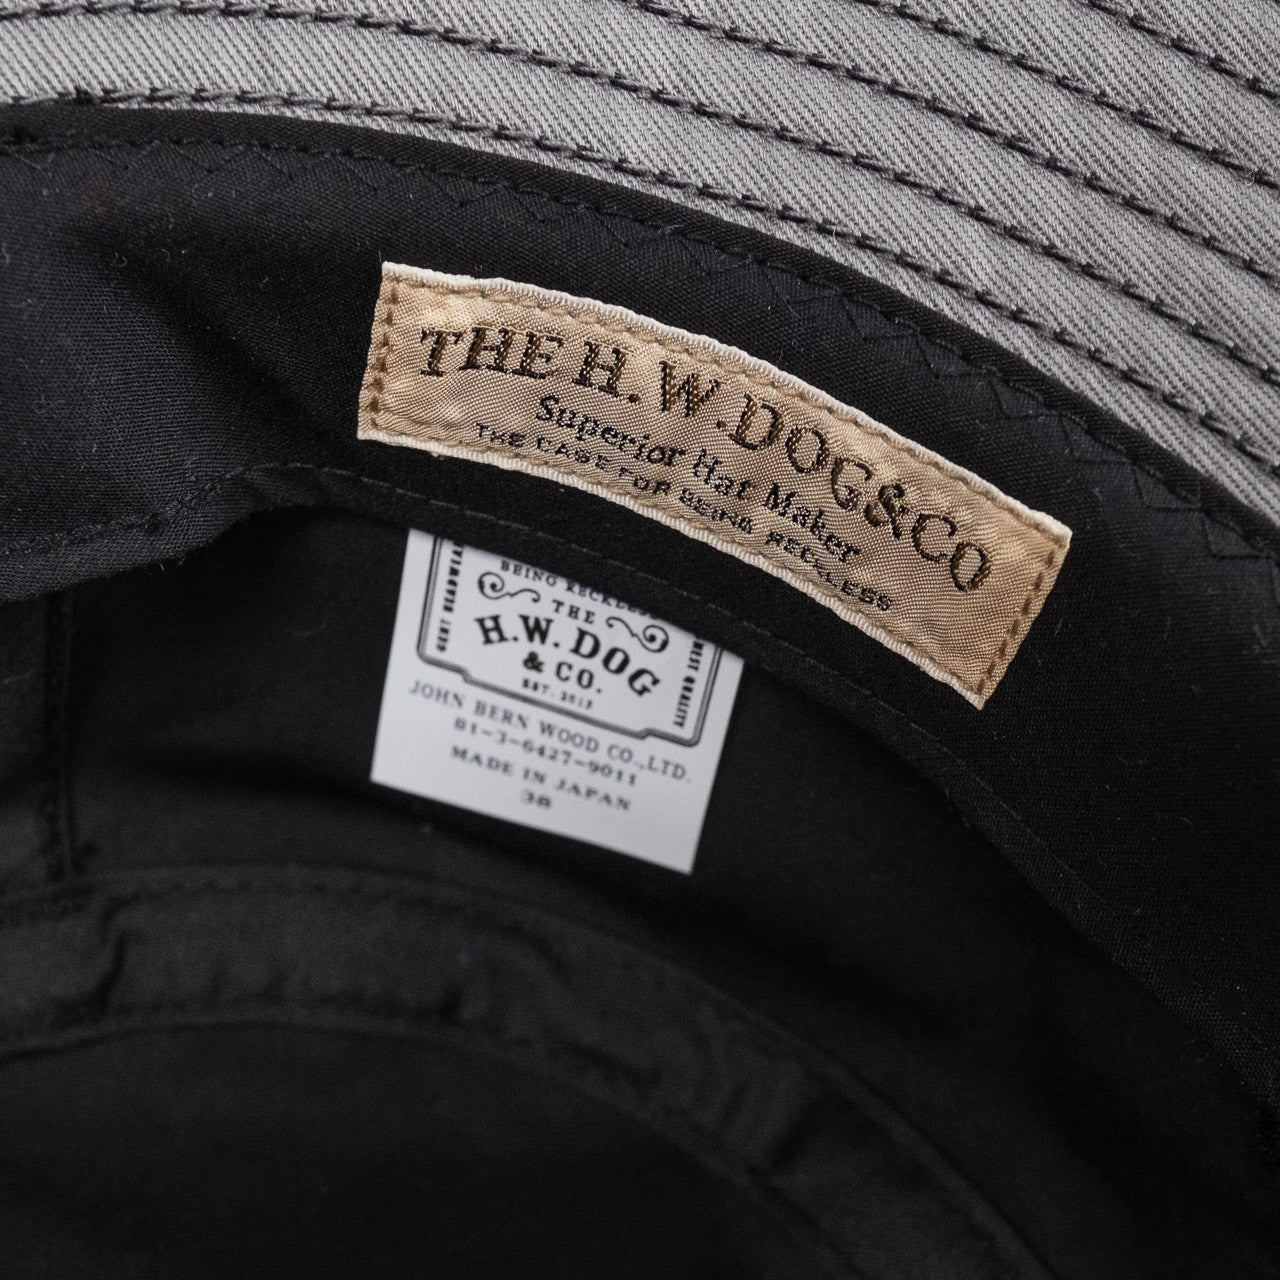 THE H.W.DOG&CO
Superior Hat Maker
THE CASE FOR BEING RECKLESS
BEING RECKLESS
THE
H.W. DOG
& CO.
EST. 2013
QUALITY
JOHN BERN WOOD CO.,LTD.
81-3-6427-9011
MADE IN JAPAN
38